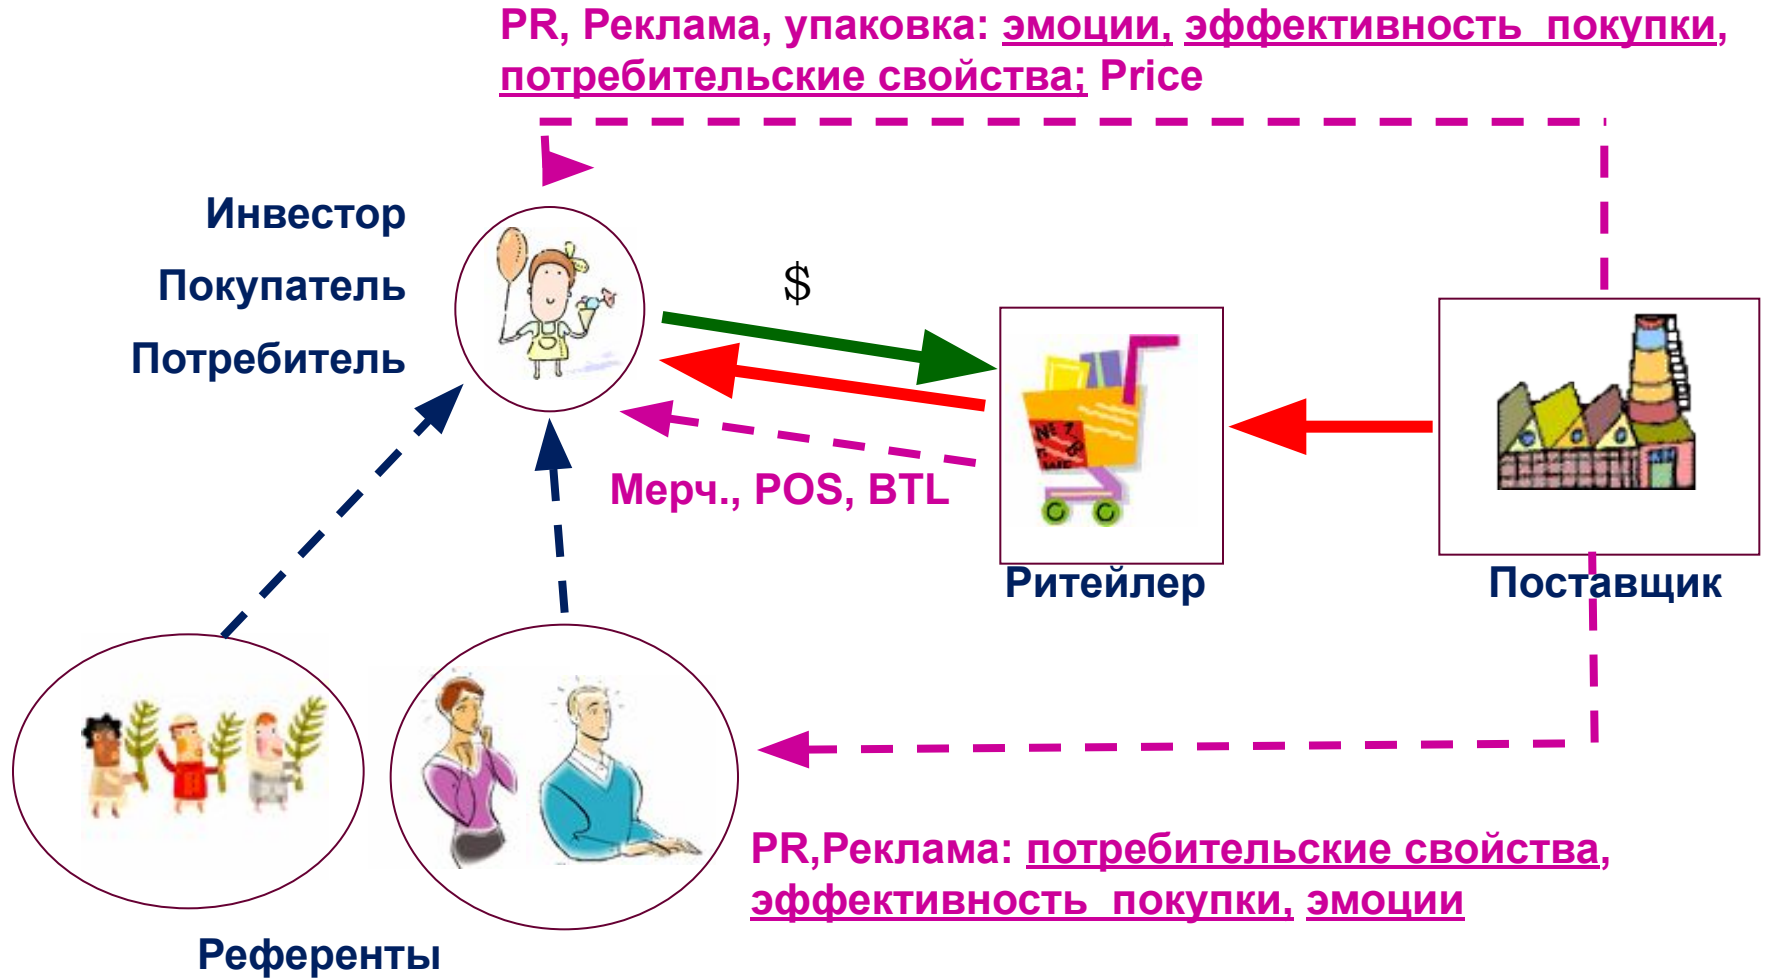 PR, Реклама, упаковка: эмоции, эффективность покупки,
потребительские свойства; Price
Инвестор
Покупатель
Потребитель
$
Мерч., POS, BTL
Ритейлер
Поставщик
PR,Реклама: потребительские свойства,
эффективность покупки, эмоции
Референты